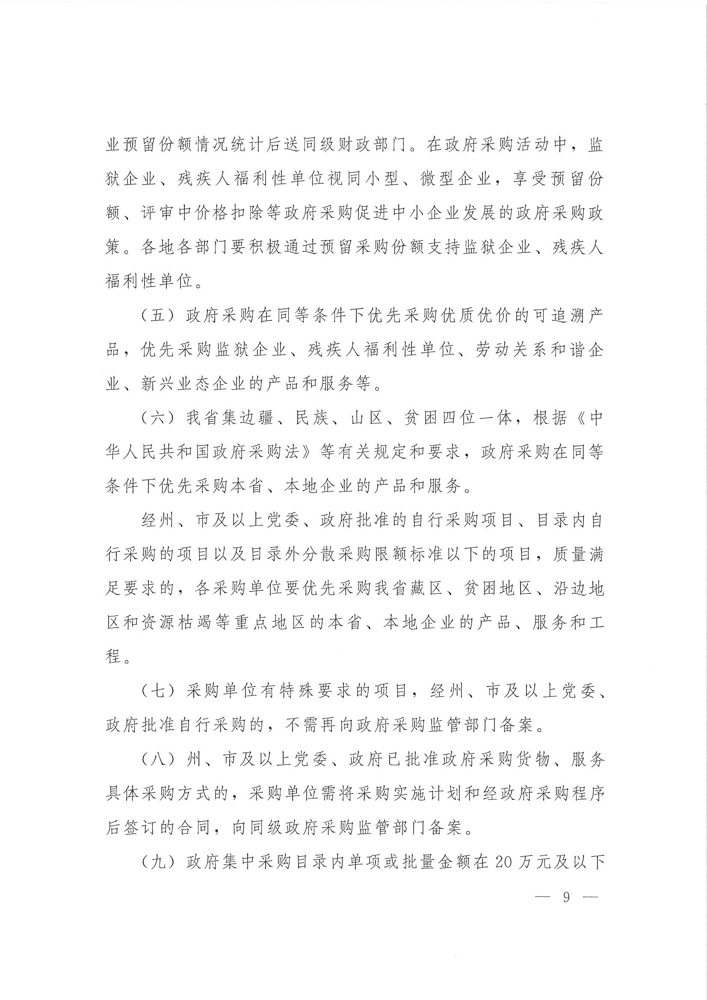 业预留份额情况统计后送同级财政部门。在政府采购活动中，监
狱企业、残疾人福利性单位视同小型、微型企业，享受预留份
额、评审中价格扣除等政府采购促进中小企业发展的政府采购政
策。各地各部门要积极通过预留采购份额支持监狱企业、残疾人
福利性单位。
（五）政府采购在同等条件下优先采购优质优价的可追溯产
品，优先采购监狱企业、残疾人福利性单位、劳动关系和谐企
业、新兴业态企业的产品和服务等。
（六）我省集边疆、民族、山区、贫困四位一体，根据《中
华人民共和国政府采购法》等有关规定和要求，政府采购在同等
条件下优先采购本省、本地企业的产品和服务。
经州、市及以上党委、政府批准的自行采购项目、目录内自
行采购的项目以及目录外分散采购限额标准以下的项目，质量满
足要求的，各采购单位要优先采购我省藏区、贫困地区、沿边地
区和资源枯竭等重点地区的本省、本地企业的产品、服务和工
程。
（七）采购单位有特殊要求的项目，经州、市及以上党委、
政府批准自行采购的，不需再向政府采购监管部门备案。
（八）州、市及以上党委、政府已批准政府采购货物、服务
具体采购方式的，采购单位需将采购实施计划和经政府采购程序
后签订的合同，向同级政府采购监管部门备案。
（九）政府集中采购目录内单项或批量金额在20万元及以下
— 9 —